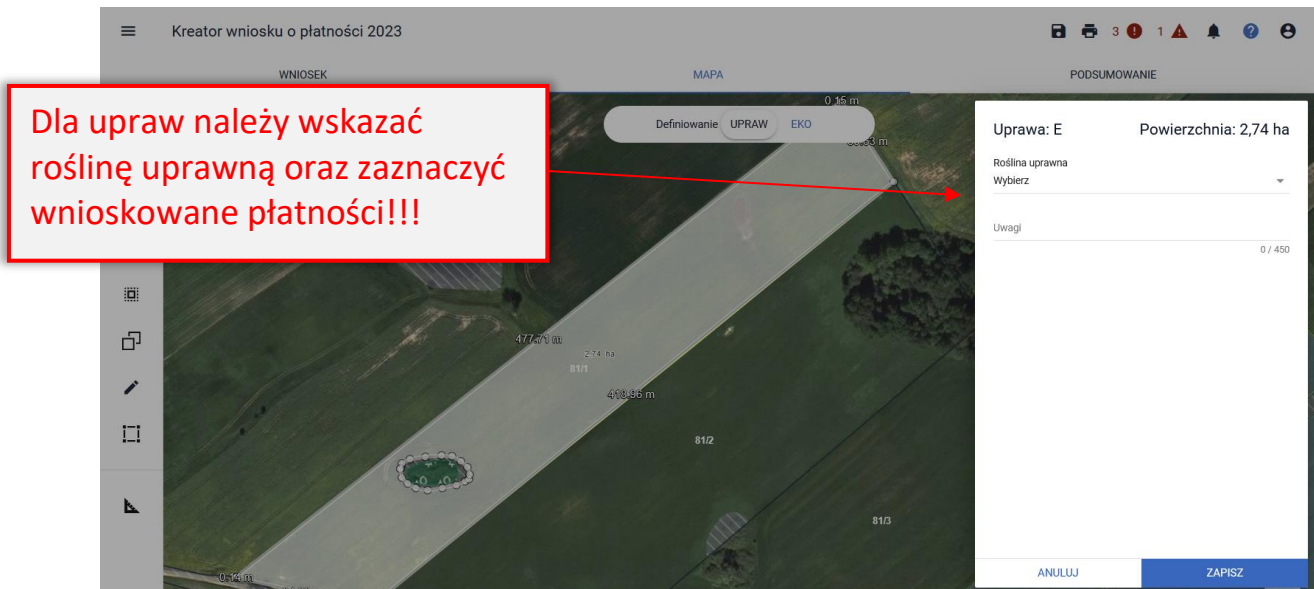 Kreator wniosku o płatności 2023
3
1
WNIOSEK
MAPA
PODSUMOWANIE
Dla upraw należy wskazać
roślinę uprawną oraz zaznaczyć
wnioskowane płatności!!!
Definiowanie UPRAW EKO
0,15 m
Uprawa: E
Powierzchnia: 2,74 ha
Roślina uprawna
Wybierz
Uwagi
0 / 450
477.71 m
2,74 ha
81/1
418.96 m
81/2
81/3
0.14 m
ANULUJ
ZAPISZ